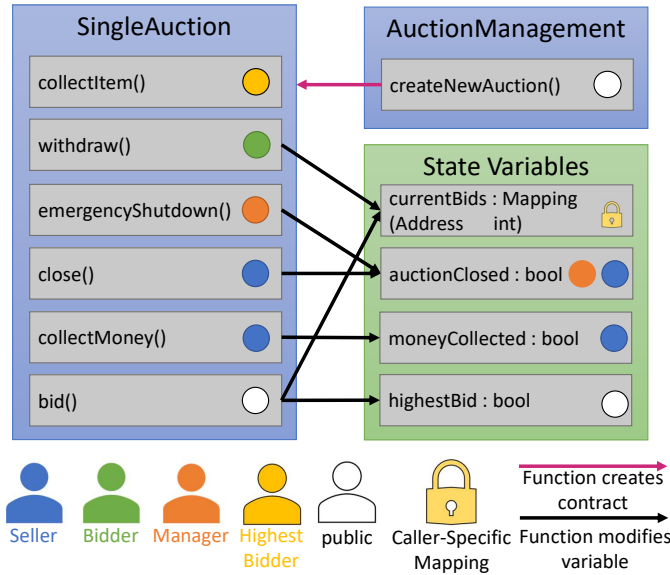 SingleAuction
collectItem()
withdraw()
emergencyShutdown()
close()
collectMoney()
bid()
AuctionManagement
createNewAuction()
State Variables
currentBids : Mapping
(Address int)
auctionClosed : bool
moneyCollected : bool
highestBid : bool
Seller
Bidder
Manager
Highest
Bidder
public
Caller-Specific
Mapping
Function creates
contract
Function modifies
variable